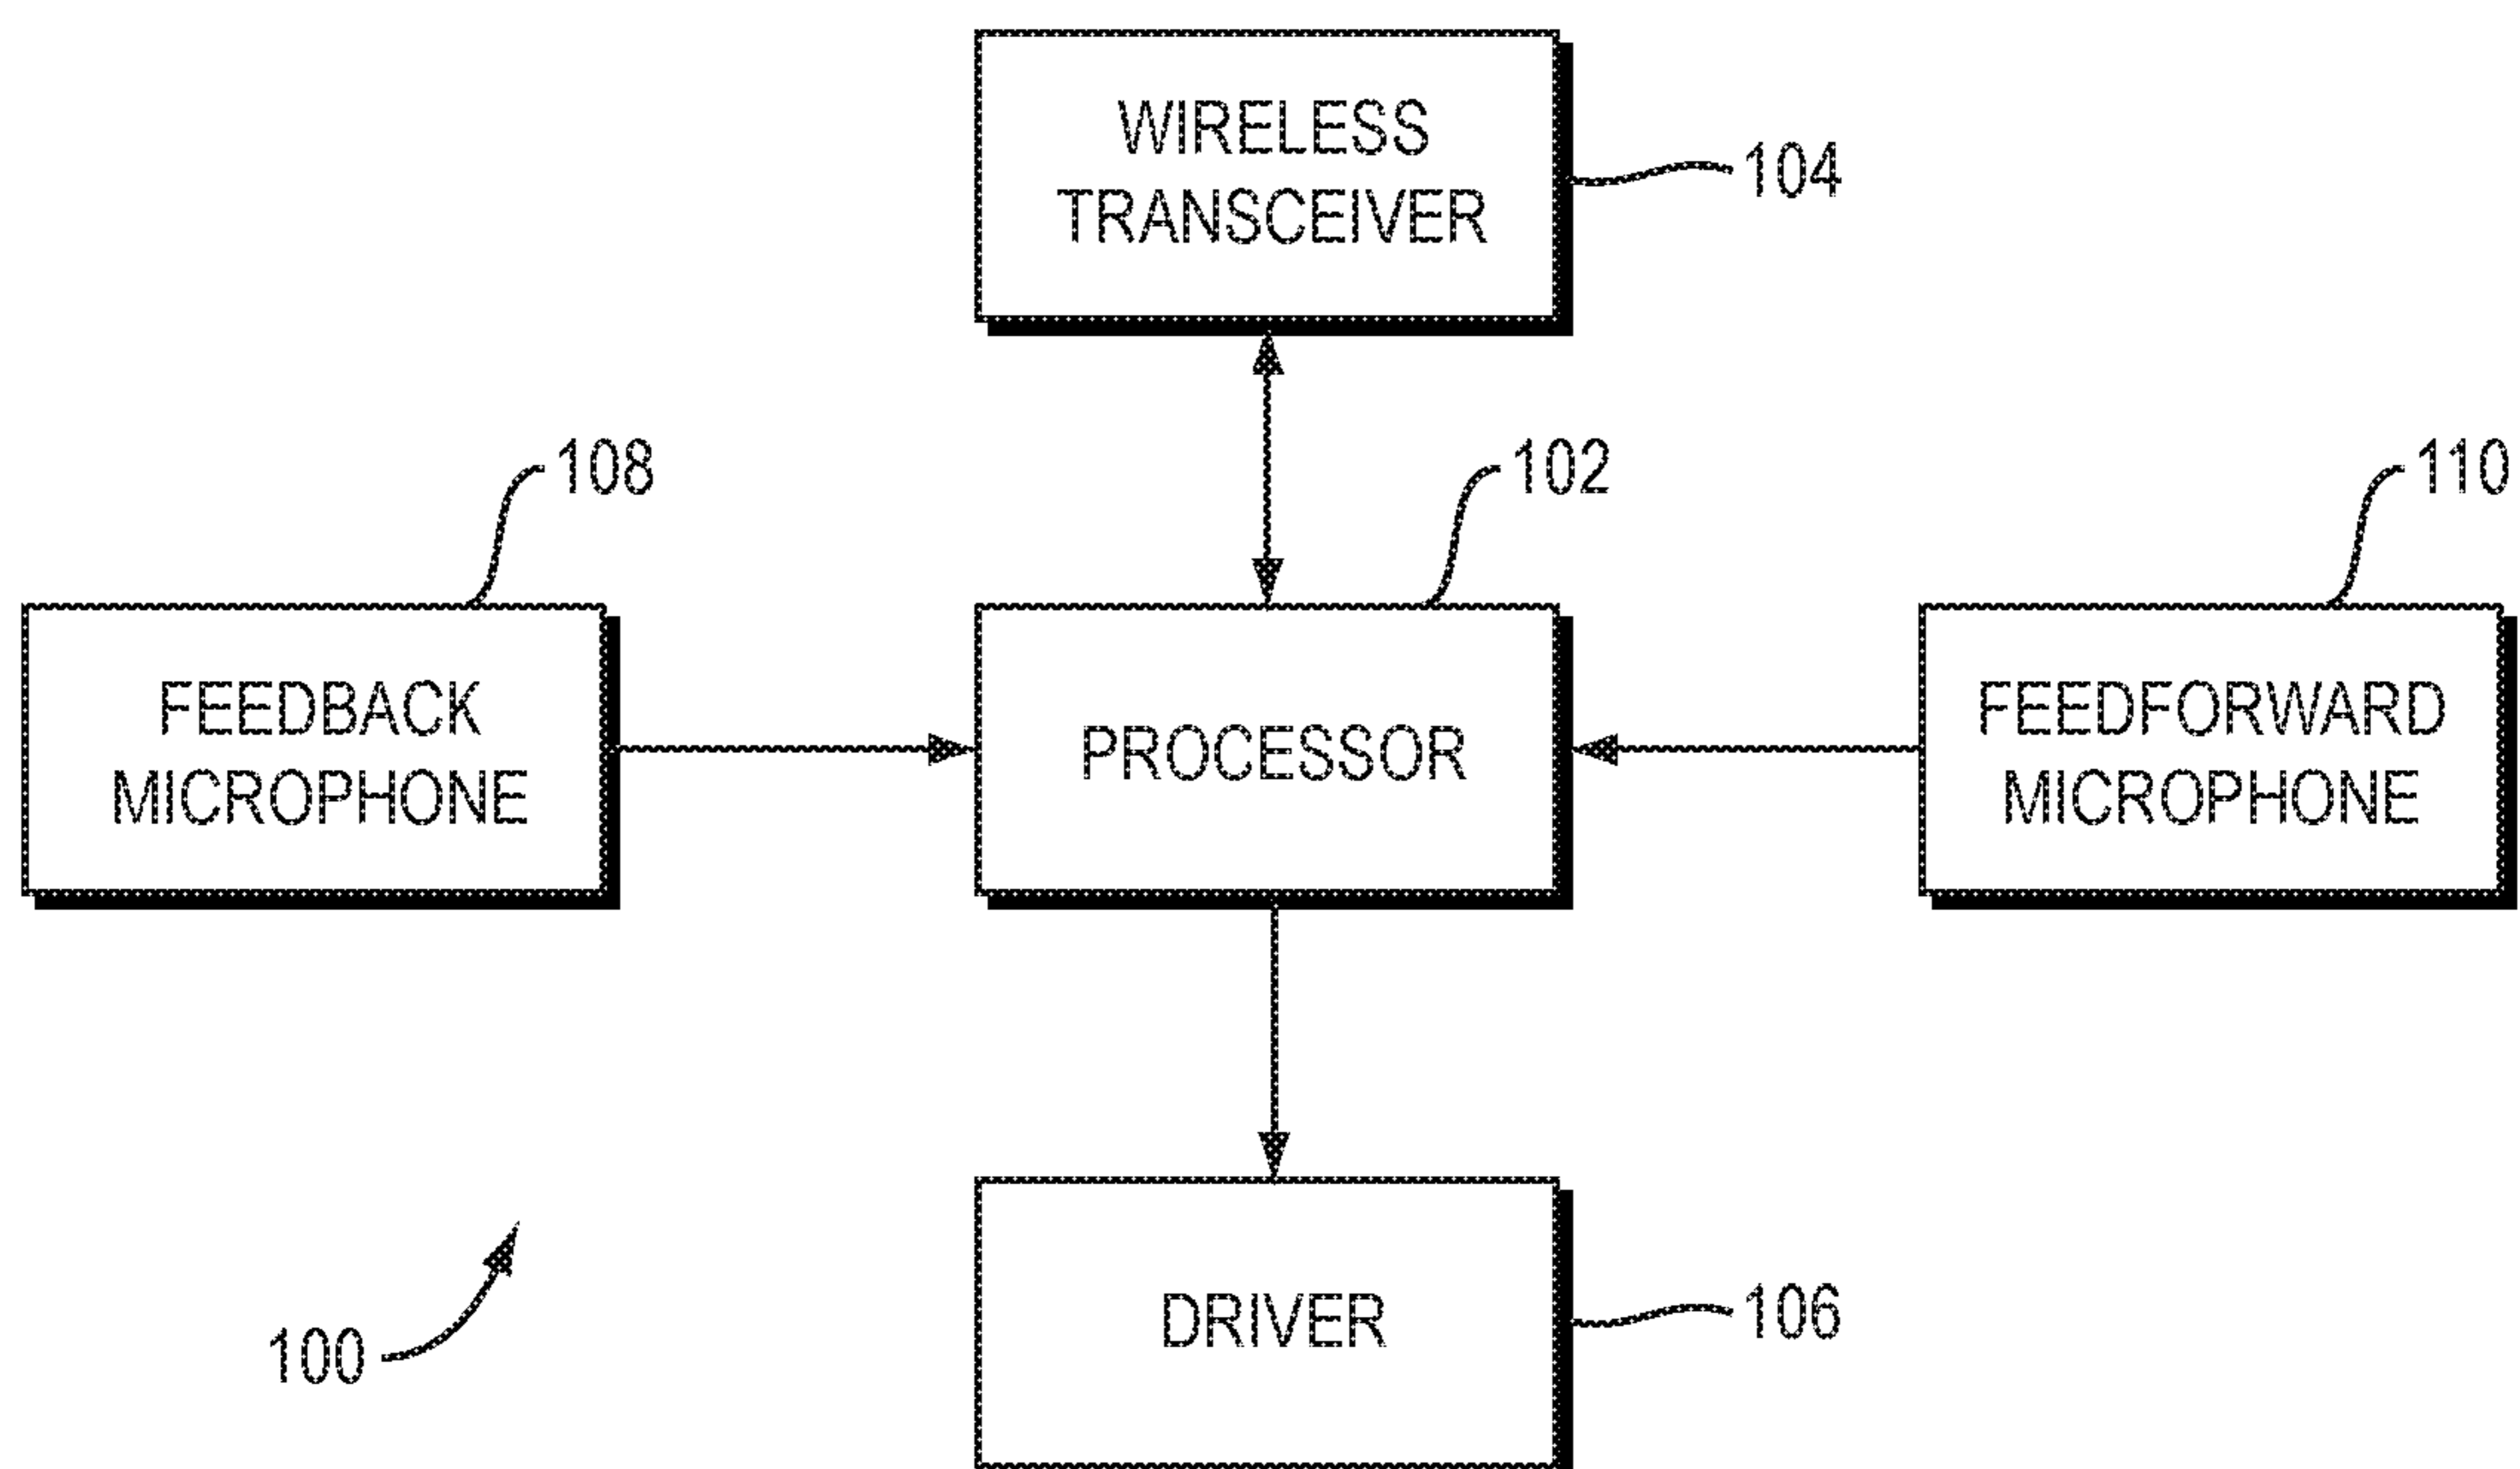 WIRELESS
TRANSCEIVER
104
108
102
110
FEEDBACK
MICROPHONE
PROCESSOR
FEEDFORWARD
MICROPHONE
DRIVER
106
100